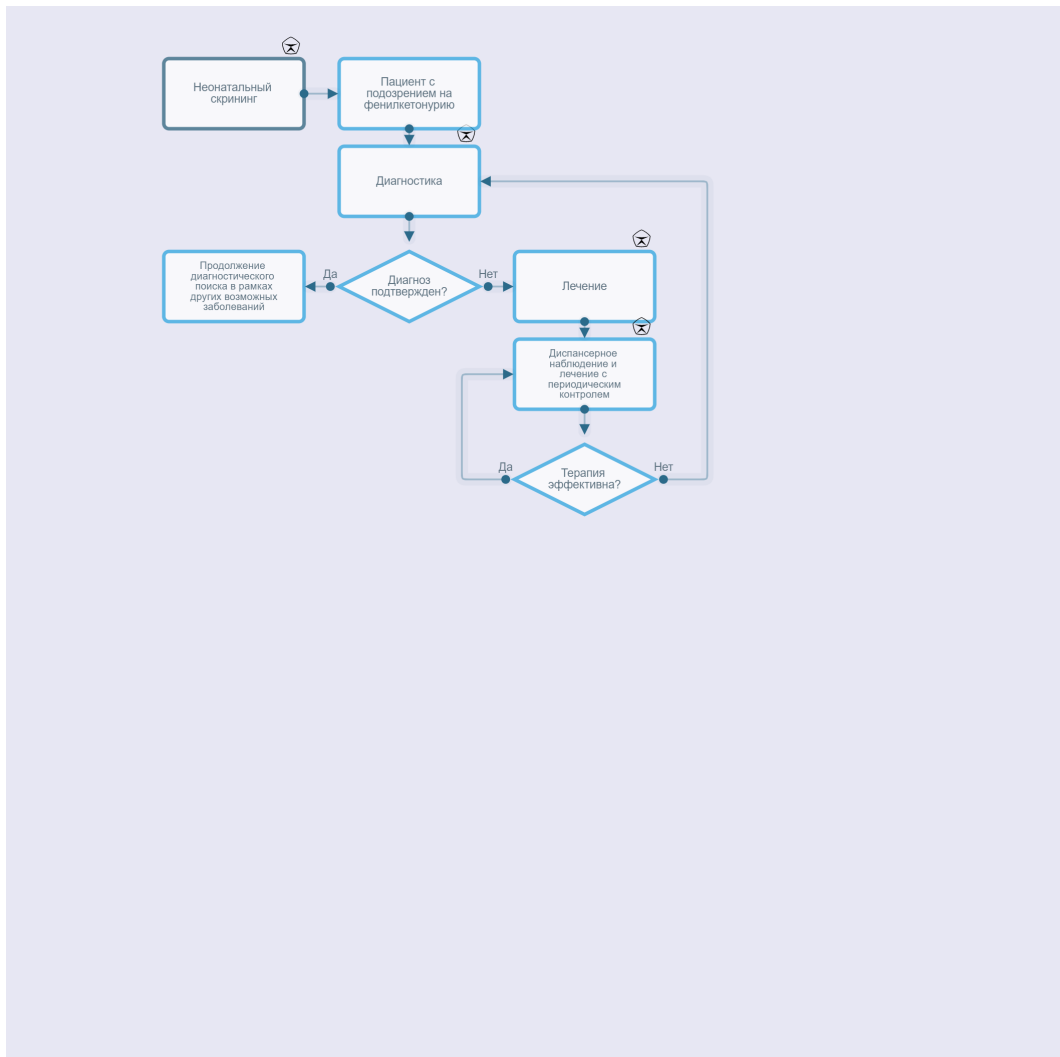 Неонатальный
скрининг
Пациент с
подозрением на
фенилкетонурию
Диагностика
Диагноз
подтвержден?
Да
Нет
Продолжение
диагностического
поиска в рамках
других возможных
заболеваний
Лечение
Диспансерное
наблюдение и
лечение с
периодическим
контролем
Терапия
эффективна?
Да
Нет